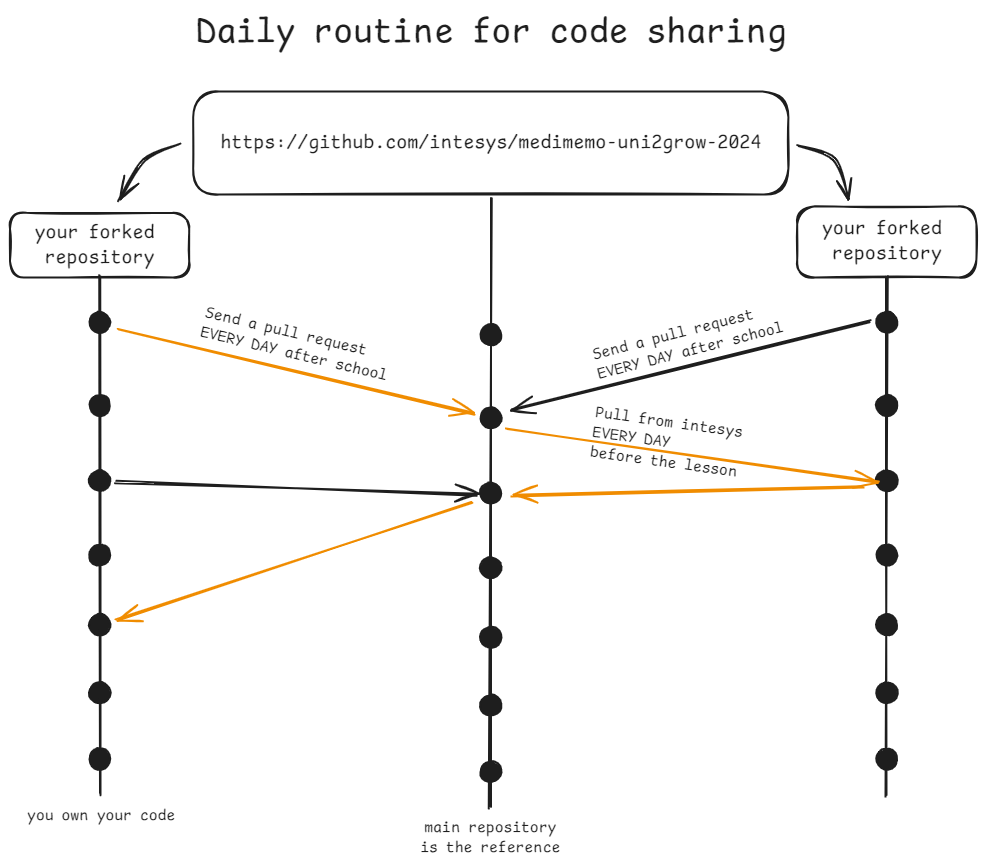 Daily routine for code sharing
https://github.com/intesys/medimemo-uni2grow-2024
your forked
repository
your forked
repository
Send a pull request
EVERY DAY after school
Send a pull request
EVERY DAY after school
Pull from intesys
EVERY DAY
before the lesson
you own your code
main repository
is the reference